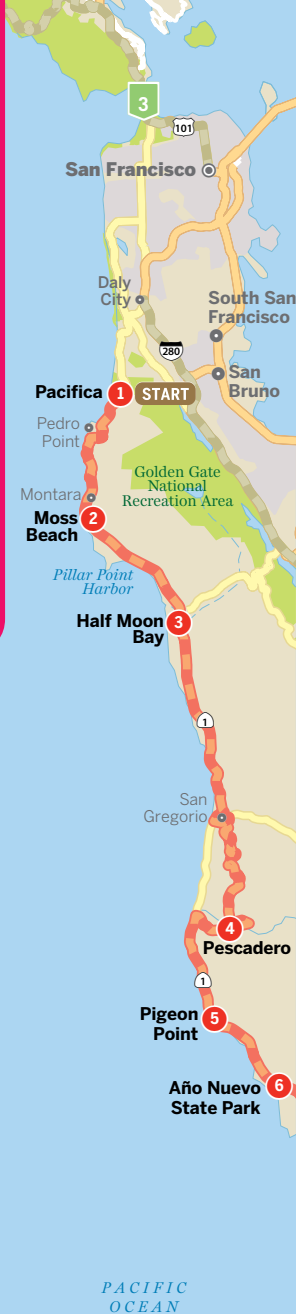 3
101
San Francisco
Daly
City
South San
Francisco
280
San
Bruno
Pacifica 1 START
Pedro
Point
Golden Gate
National
Recreation Area
Montara
Moss
Beach
2
Pillar Point
Harbor
Half Moon
Bay
3
1
San
Gregorio
4
Pescadero
1
Pigeon
Point
5
Año Nuevo
State Park
6
PACIFIC
OCEAN